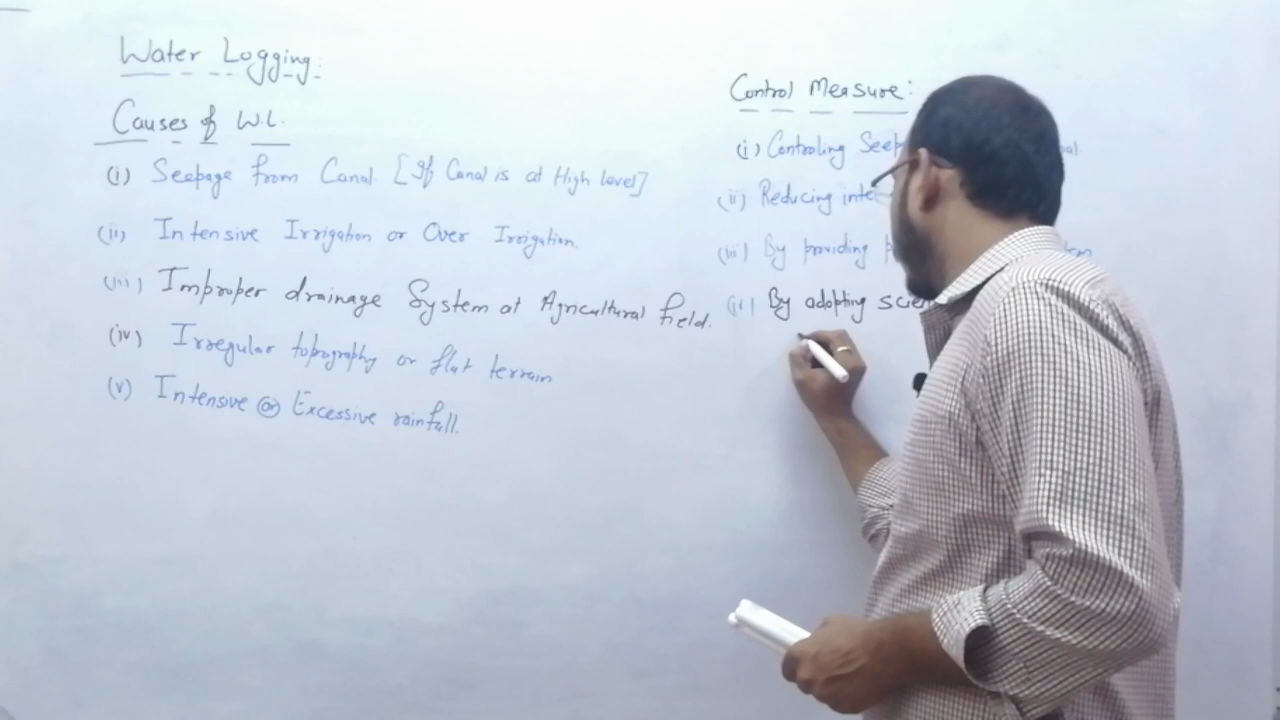 Water Logging:
Causes of W.L.
(i) Seepage from Canal. [If Canal is at High level]
(ii) Intensive Irrigation or Over Irrigation.
(iii) Improper drainage System at Agricultural field.
(iv) Irregular topography or flat terrain
(v) Intensive or Excessive rainfall.
Control Measure:
(i) Controling
(ii) Reducing
(iii) By providing
(iv) By adopting